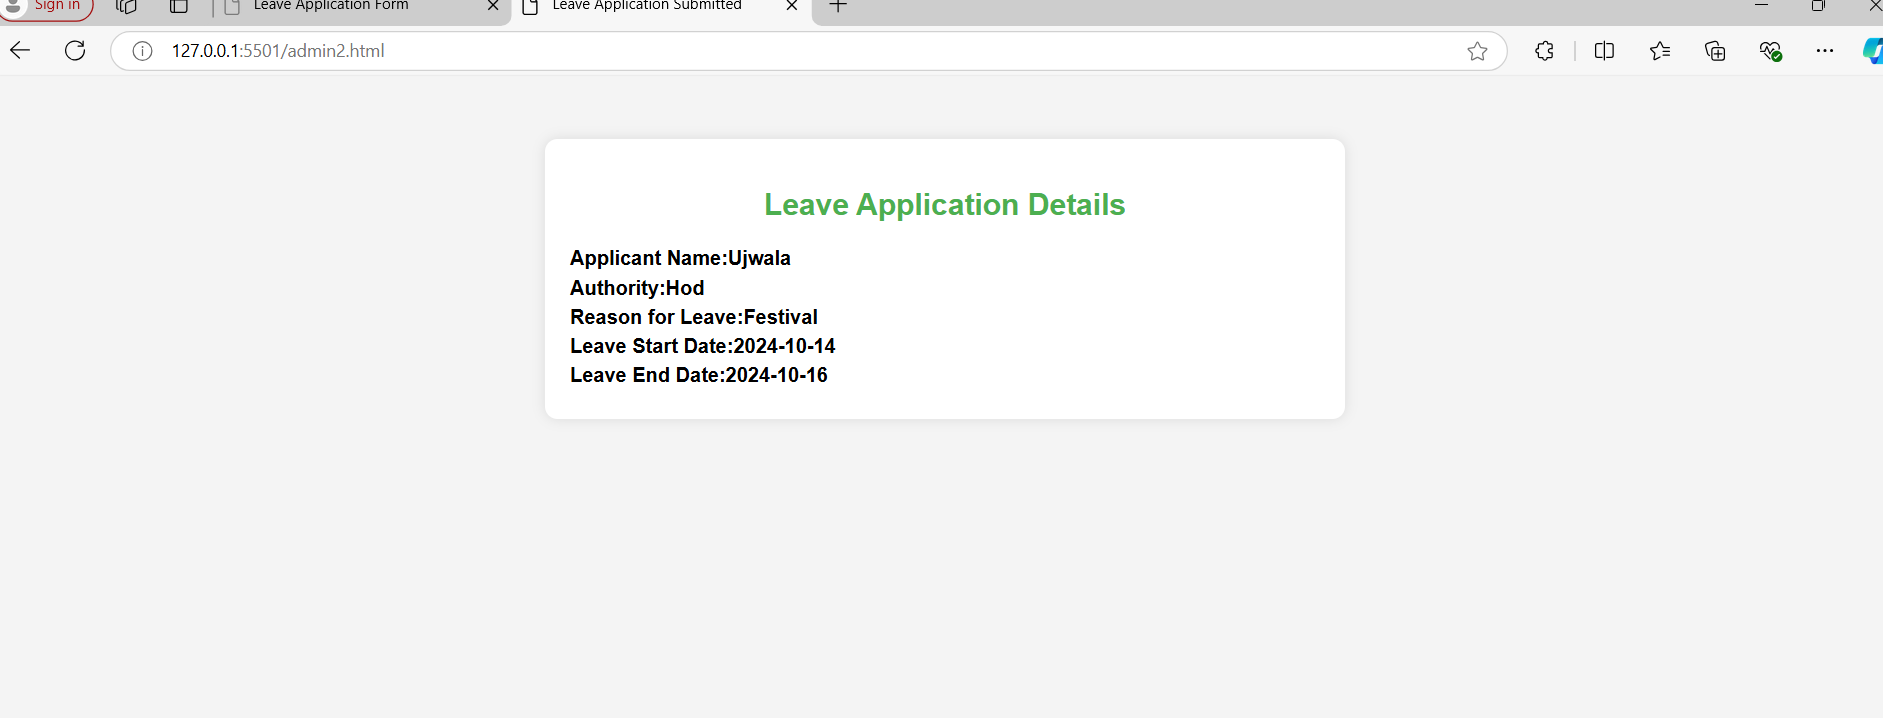 Sign in
Leave Application Form
Leave Application Submitted
127.0.0.1:5501/admin2.html
Leave Application Details
Applicant Name:Ujwala
Authority:Hod
Reason for Leave:Festival
Leave Start Date:2024-10-14
Leave End Date:2024-10-16